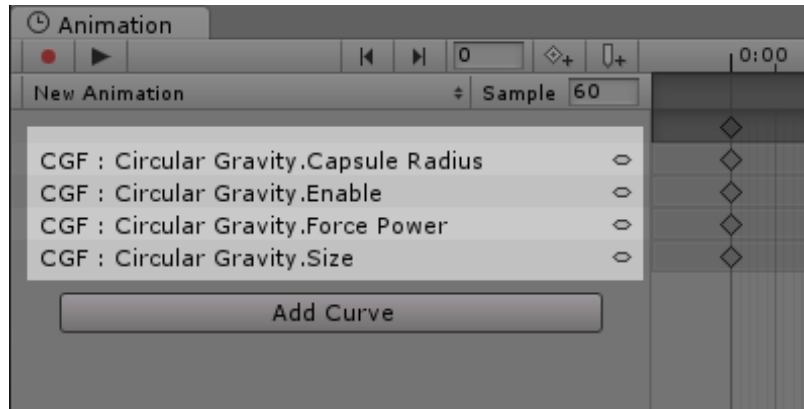 Animation
0
0:00
New Animation Sample 60
CGF : Circular Gravity.Capsule Radius
CGF : Circular Gravity.Enable
CGF : Circular Gravity.Force Power
CGF : Circular Gravity.Size
Add Curve